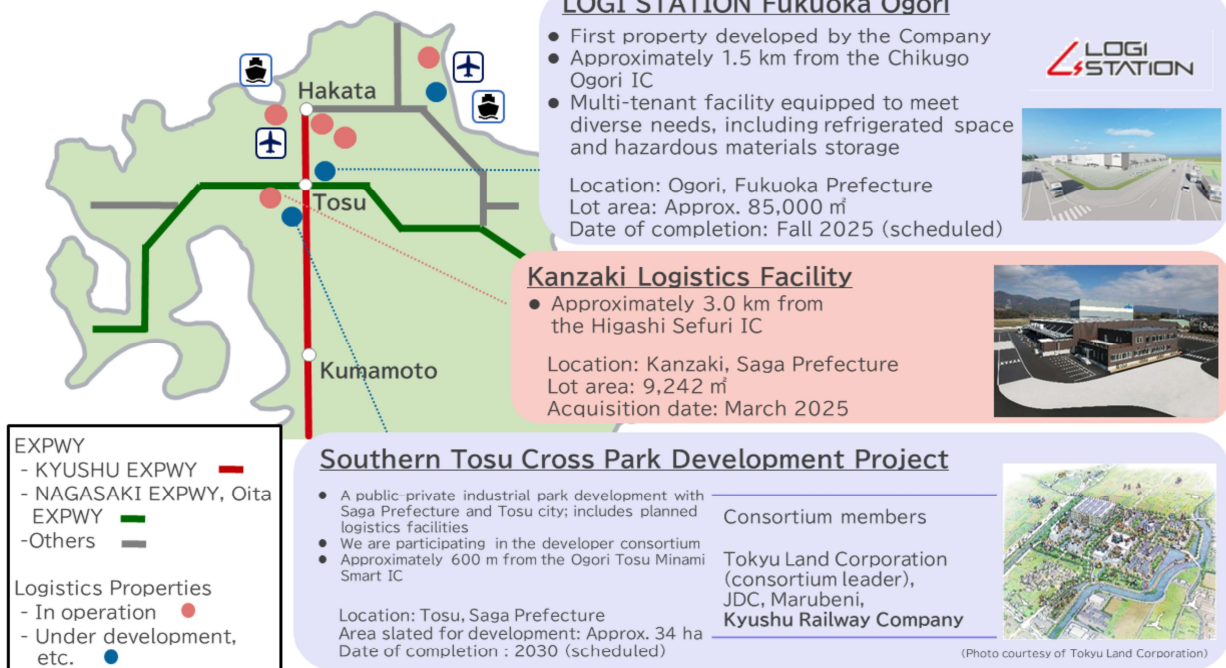 Hakata
Tosu
Kumamoto
LOGI STATION Fukuoka Ogori
● First property developed by the Company
● Approximately 1.5 km from the Chikugo
Ogori IC
● Multi-tenant facility equipped to meet
diverse needs, including refrigerated space
and hazardous materials storage
Location: Ogori, Fukuoka Prefecture
Lot area: Approx. 85,000 ㎡
Date of completion: Fall 2025 (scheduled)
LOGI
STATION
Kanzaki Logistics Facility
● Approximately 3.0 km from
the Higashi Sefuri IC
Location: Kanzaki, Saga Prefecture
Lot area: 9,242 ㎡
Acquisition date: March 2025
EXPWY
- KYUSHU EXPWY
- NAGASAKI EXPWY, Oita
EXPWY
-Others
Logistics Properties
- In operation
- Under development,
etc.
Southern Tosu Cross Park Development Project
● A public-private industrial park development with
Saga Prefecture and Tosu city; includes planned
logistics facilities
● We are participating in the developer consortium
● Approximately 600 m from the Ogori Tosu Minami
Smart IC
Location: Tosu, Saga Prefecture
Area slated for development: Approx. 34 ha
Date of completion : 2030 (scheduled)
Consortium members
Tokyu Land Corporation
(consortium leader),
JDC, Marubeni,
Kyushu Railway Company
(Photo courtesy of Tokyu Land Corporation)